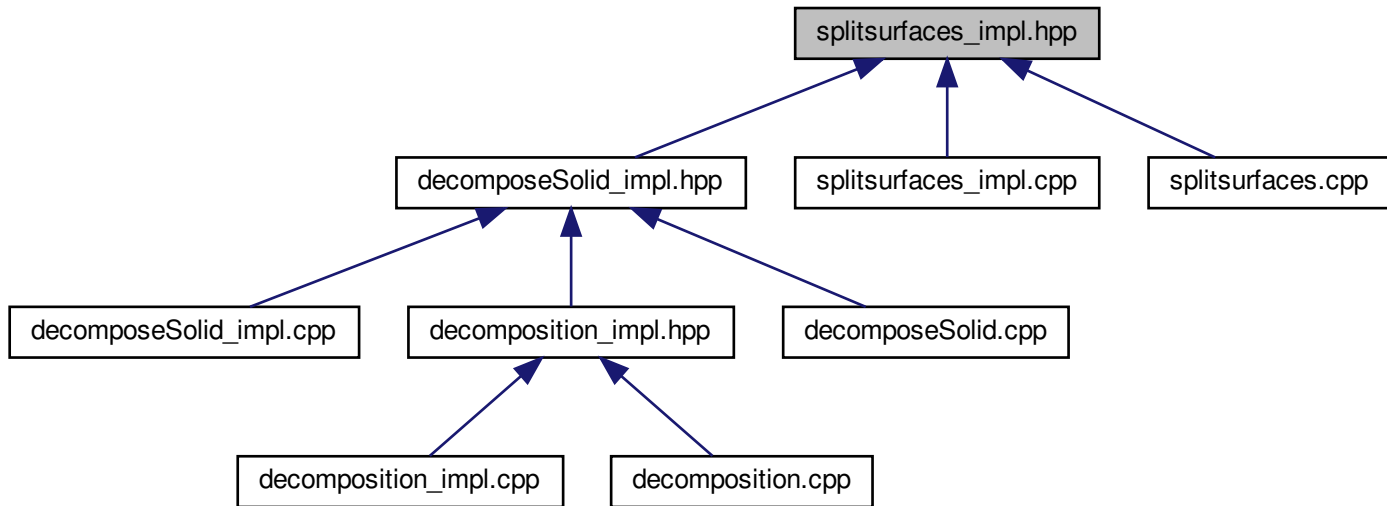 splitsurfaces_impl.hpp
decomposeSolid_impl.hpp
splitsurfaces_impl.cpp
splitsurfaces.cpp
decomposeSolid_impl.cpp
decomposition_impl.hpp
decomposeSolid.cpp
decomposition_impl.cpp
decomposition.cpp